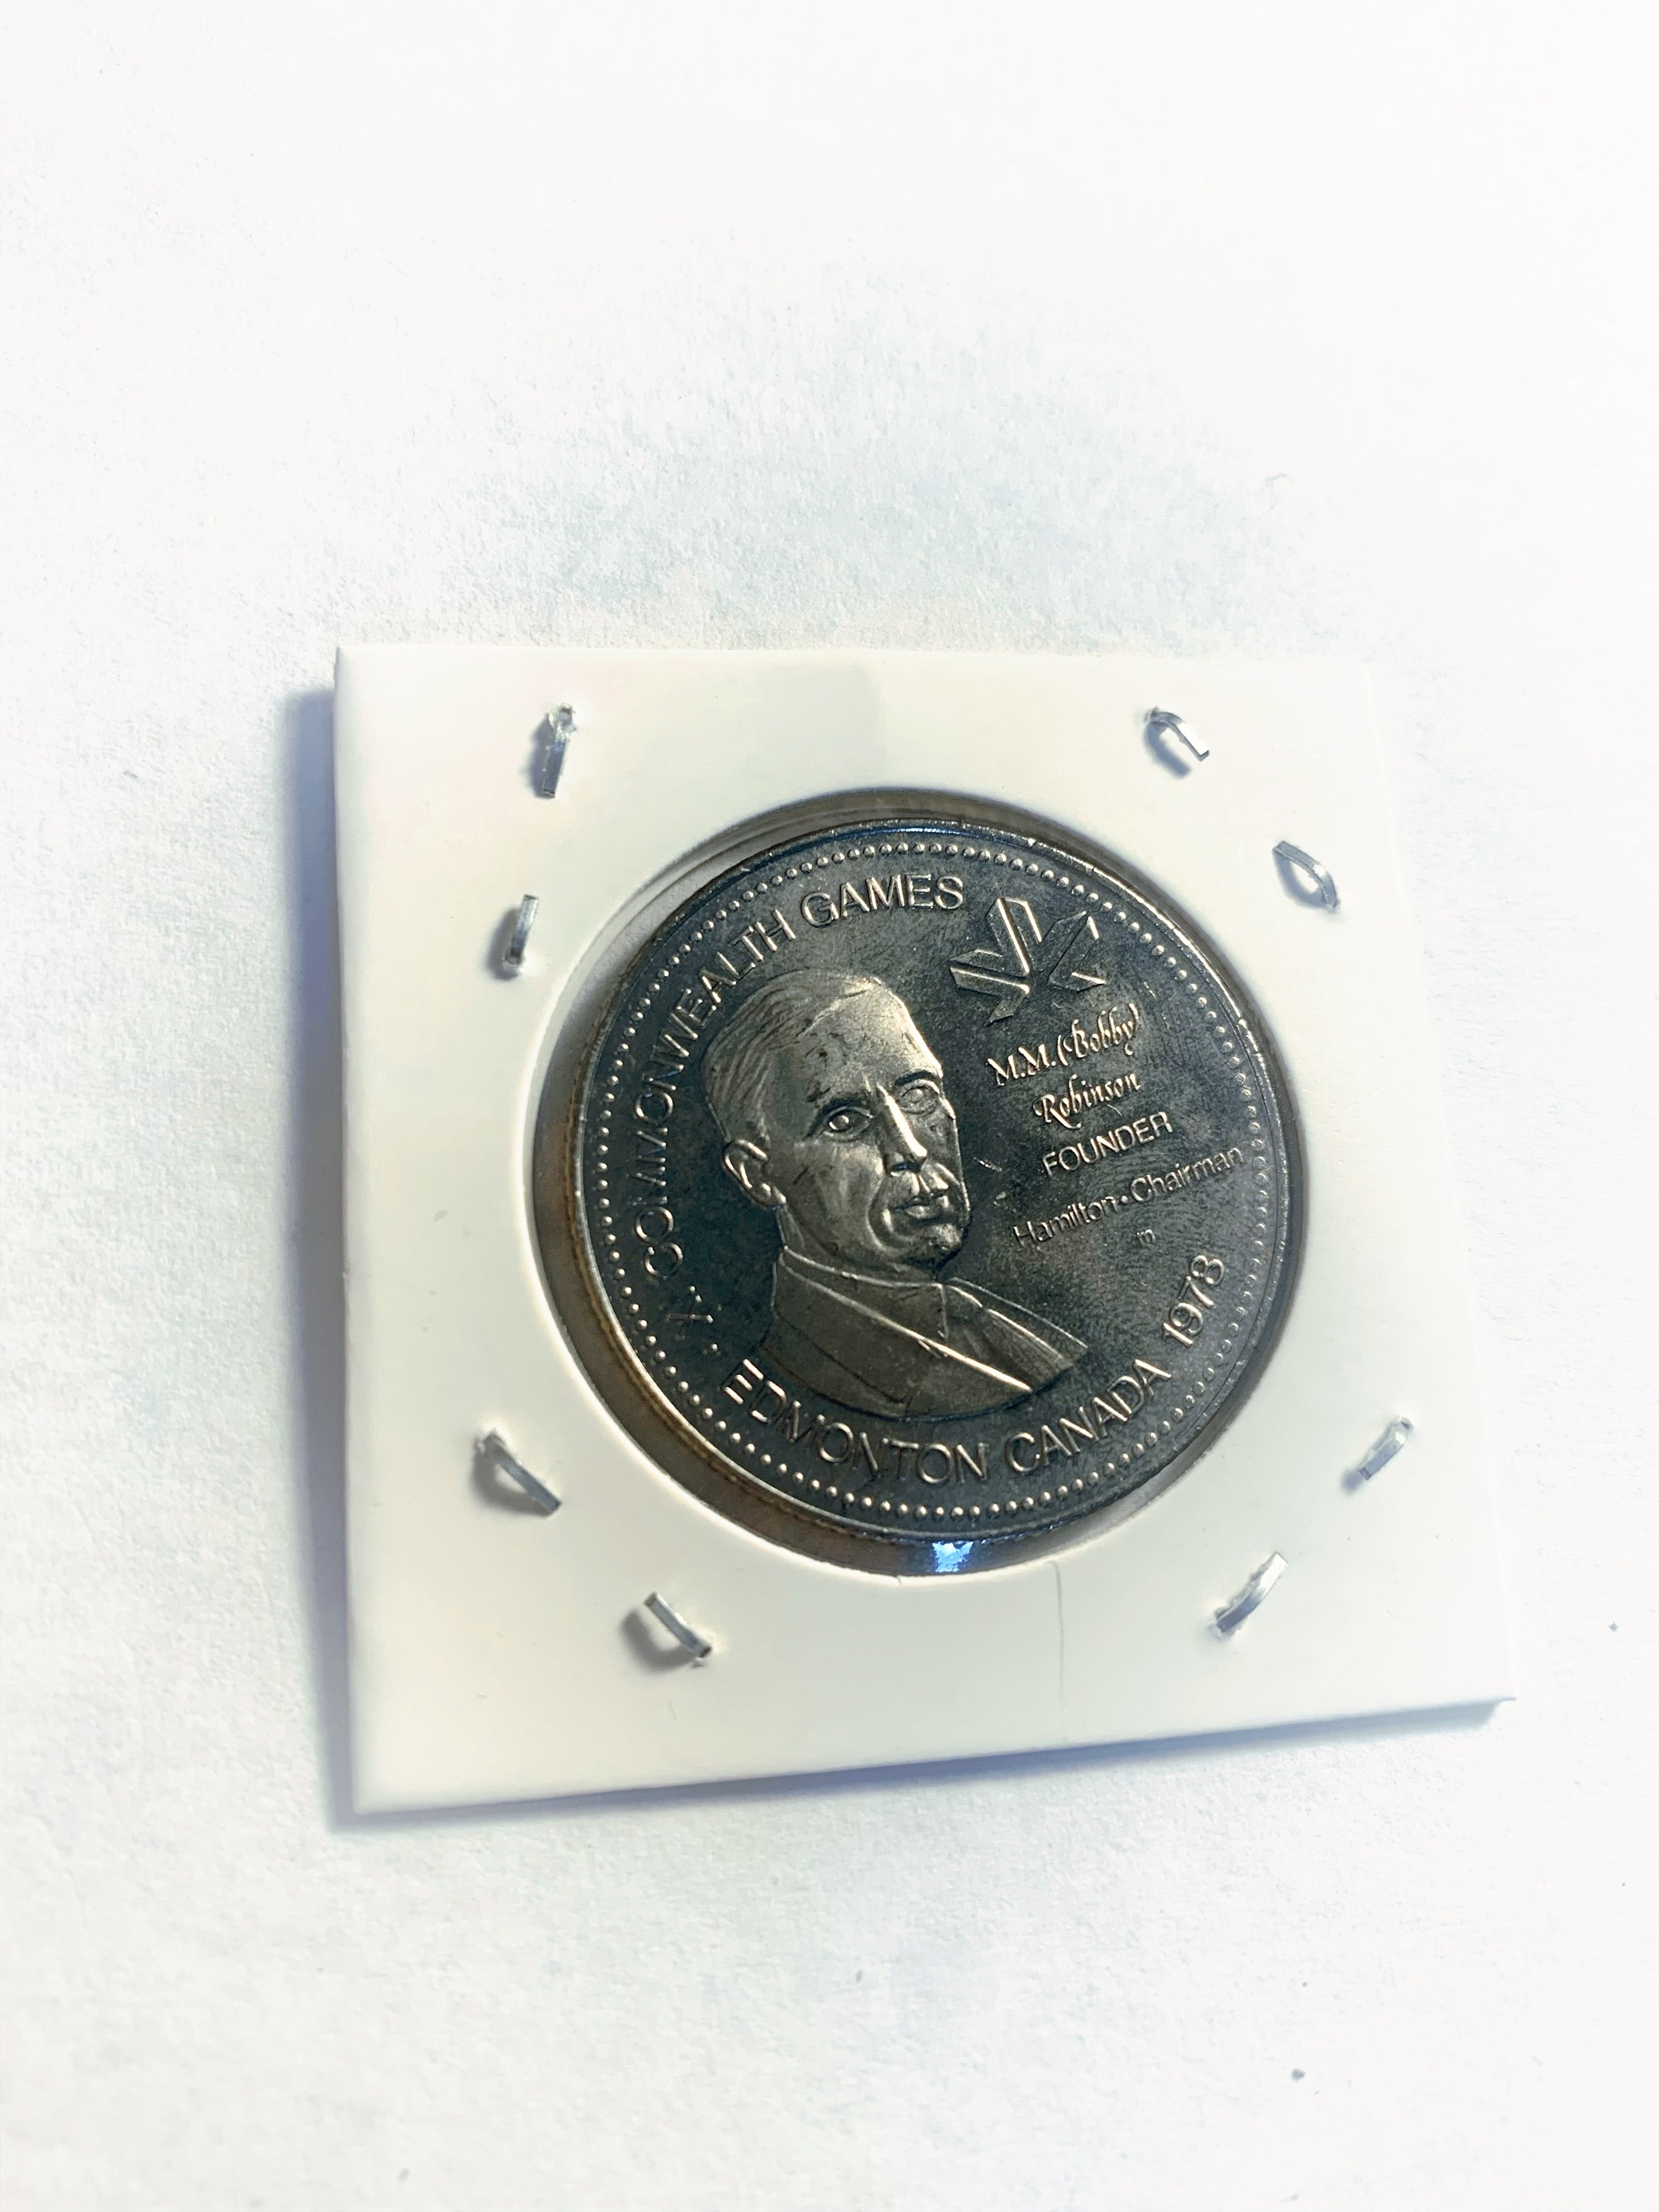 XI COMMONWEALTH GAMES
M.M.(Bobby)
Robinson
FOUNDER
Hamilton•Chairman
EDMONTON CANADA 1978